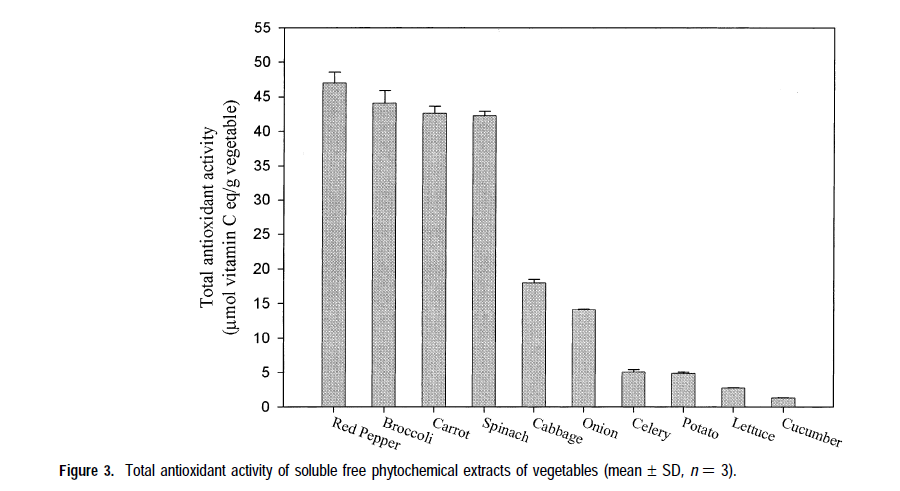 55
50
45
40
35
30
25
20
15
10
5
0
Total antioxidant activity
(μmol vitamin C eq/g vegetable)
Red Pepper
Broccoli
Carrot
Spinach
Cabbage
Onion
Celery
Potato
Lettuce
Cucumber
Figure 3. Total antioxidant activity of soluble free phytochemical extracts of vegetables (mean ± SD, n = 3).